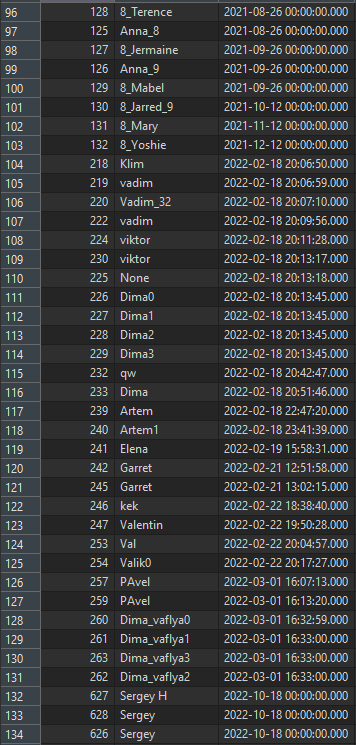 96 128 8_Terence 2021-08-26 00:00:00.000
97 125 Anna_8 2021-08-26 00:00:00.000
98 127 8_Jermaine 2021-09-26 00:00:00.000
99 126 Anna_9 2021-09-26 00:00:00.000
100 129 8_Mabel 2021-09-26 00:00:00.000
101 130 8_Jarred_9 2021-10-12 00:00:00.000
102 131 8_Mary 2021-11-12 00:00:00.000
103 132 8_Yoshie 2021-12-12 00:00:00.000
104 218 Klim 2022-02-18 20:06:50.000
105 219 vadim 2022-02-18 20:06:59.000
106 220 Vadim_32 2022-02-18 20:07:10.000
107 222 vadim 2022-02-18 20:09:56.000
108 224 viktor 2022-02-18 20:11:28.000
109 230 viktor 2022-02-18 20:13:17.000
110 225 None 2022-02-18 20:13:18.000
111 226 Dima0 2022-02-18 20:13:45.000
112 227 Dima1 2022-02-18 20:13:45.000
113 228 Dima2 2022-02-18 20:13:45.000
114 229 Dima3 2022-02-18 20:13:45.000
115 232 qw 2022-02-18 20:42:47.000
116 233 Dima 2022-02-18 20:51:46.000
117 239 Artem 2022-02-18 22:47:20.000
118 240 Artem1 2022-02-18 23:41:39.000
119 241 Elena 2022-02-19 15:58:31.000
120 242 Garret 2022-02-21 12:51:58.000
121 245 Garret 2022-02-21 13:02:15.000
122 246 kek 2022-02-22 18:38:40.000
123 247 Valentin 2022-02-22 19:50:28.000
124 253 Val 2022-02-22 20:04:57.000
125 254 Valik0 2022-02-22 20:17:27.000
126 257 PAvel 2022-03-01 16:07:13.000
127 259 PAvel 2022-03-01 16:13:20.000
128 260 Dima_vaflya0 2022-03-01 16:32:59.000
129 261 Dima_vaflya1 2022-03-01 16:33:00.000
130 263 Dima_vaflya3 2022-03-01 16:33:00.000
131 262 Dima_vaflya2 2022-03-01 16:33:00.000
132 627 Sergey H 2022-10-18 00:00:00.000
133 628 Sergey 2022-10-18 00:00:00.000
134 626 Sergey 2022-10-18 00:00:00.000